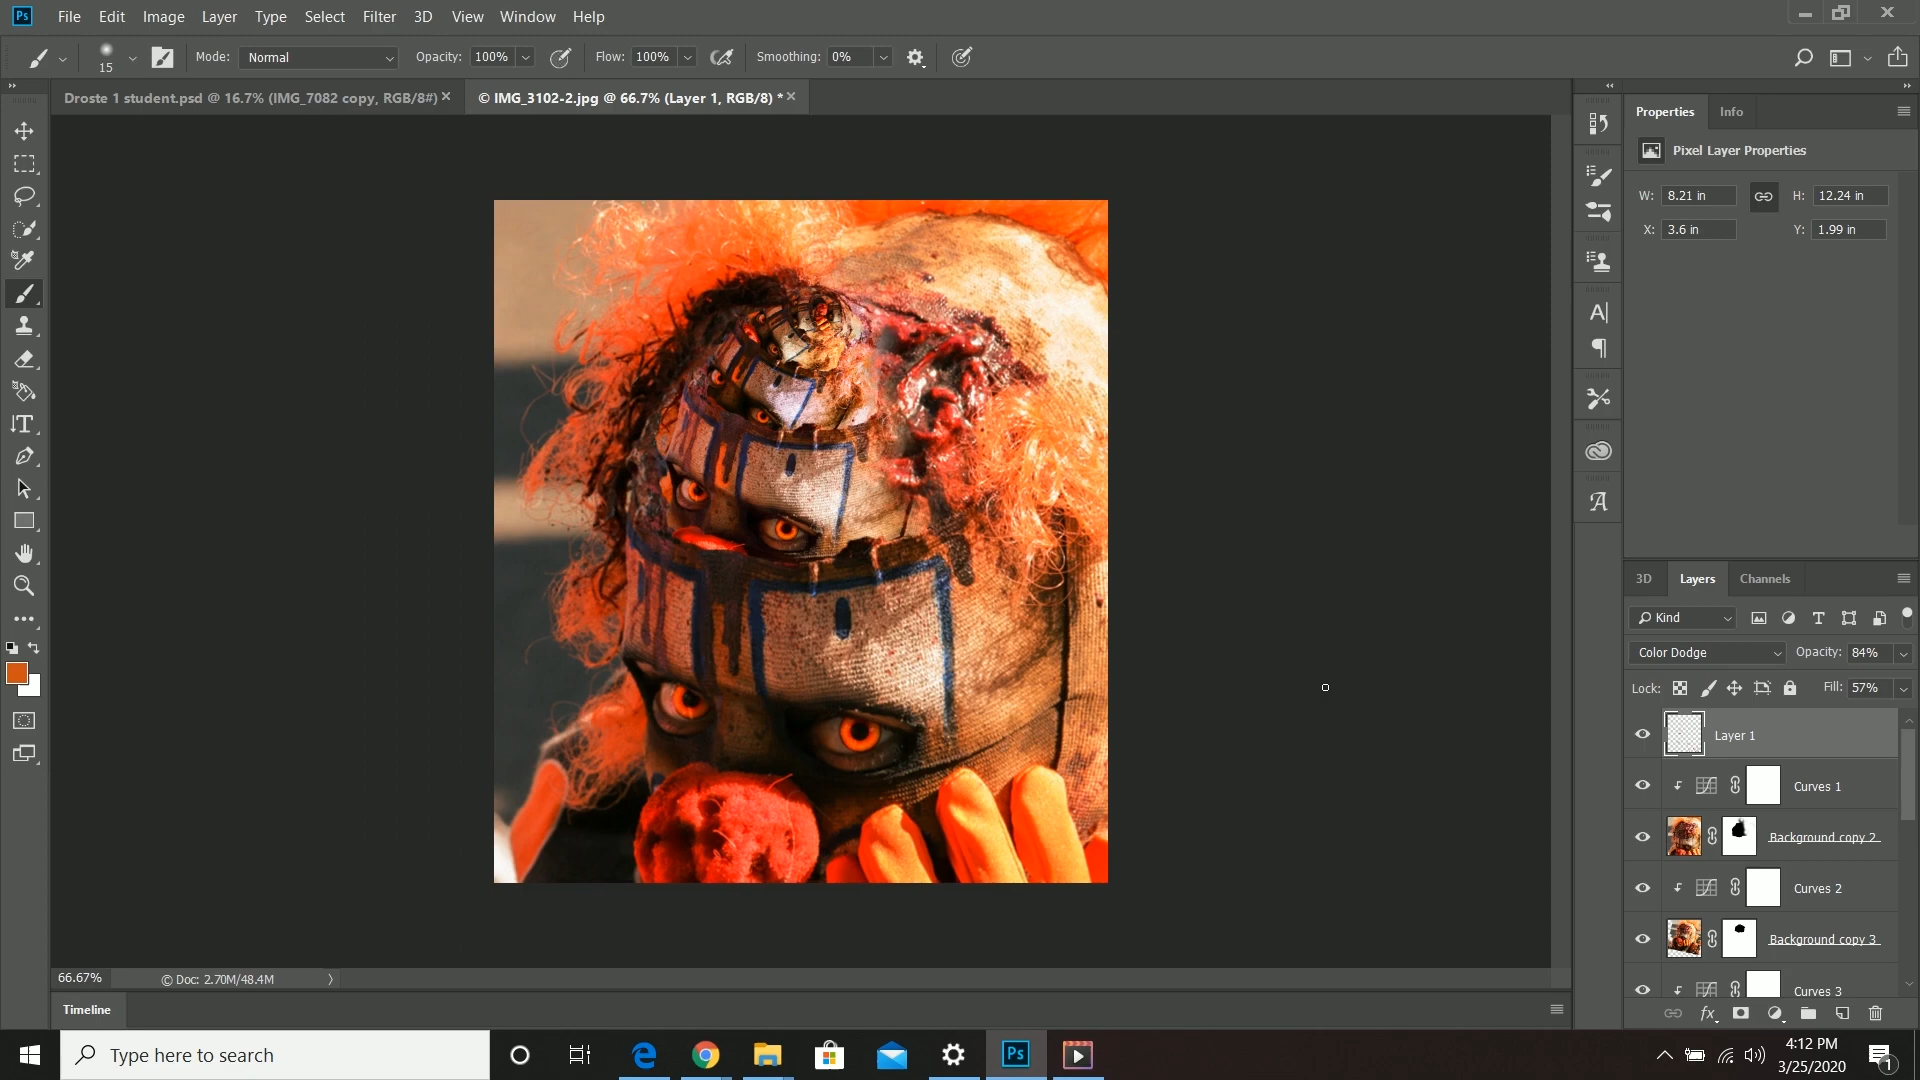 Ps File Edit Image Layer Type Select Filter 3D View Window Help
15 Mode: Normal Opacity: 100% Flow: 100% Smoothing: 0%
Droste 1 student.psd @ 16.7% (IMG_7082 copy, RGB/8#) × © IMG_3102-2.jpg @ 66.7% (Layer 1, RGB/8) * ×
Properties Info
Pixel Layer Properties
W: 8.21 in H: 12.24 in
X: 3.6 in Y: 1.99 in
3D Layers Channels
Kind
Color Dodge Opacity: 84%
Lock: Fill: 57%
Layer 1
Curves 1
Background copy 2
Curves 2
Background copy 3
Curves 3
66.67% © Doc: 2.70M/48.4M
Timeline
Type here to search
Ps
4:12 PM
3/25/2020
1